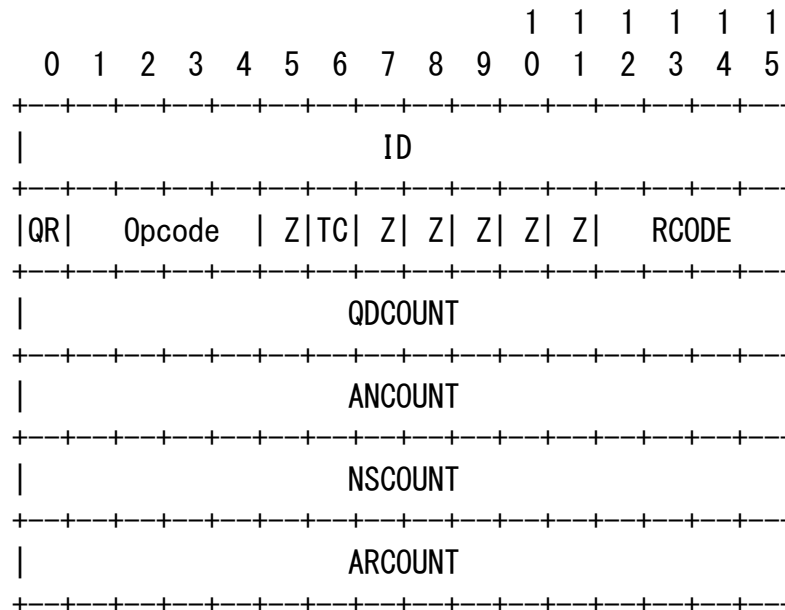 1 1 1 1 1 1
0 1 2 3 4 5 6 7 8 9 0 1 2 3 4 5
+--+--+--+--+--+--+--+--+--+--+--+--+--+--+--+--
| ID
+--+--+--+--+--+--+--+--+--+--+--+--+--+--+--+--
|QR| Opcode | Z|TC| Z| Z| Z| Z| Z| RCODE
+--+--+--+--+--+--+--+--+--+--+--+--+--+--+--+--
| QDCOUNT
+--+--+--+--+--+--+--+--+--+--+--+--+--+--+--+--
| ANCOUNT
+--+--+--+--+--+--+--+--+--+--+--+--+--+--+--+--
| NSCOUNT
+--+--+--+--+--+--+--+--+--+--+--+--+--+--+--+--
| ARCOUNT
+--+--+--+--+--+--+--+--+--+--+--+--+--+--+--+--